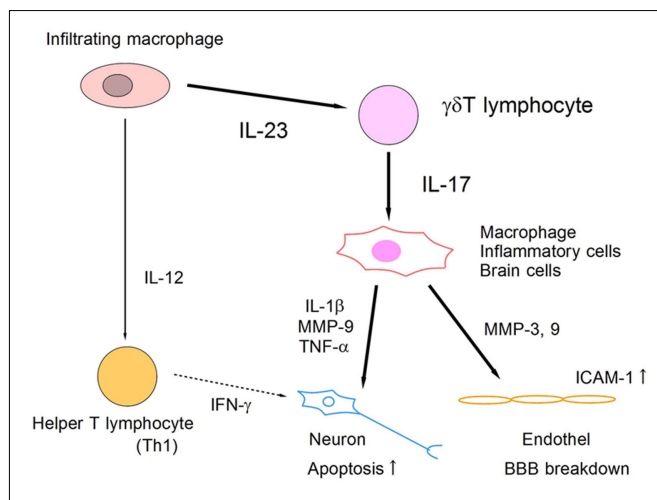 Infiltrating macrophage
γδT lymphocyte
IL-23
IL-17
Macrophage
Inflammatory cells
Brain cells
IL-12
IL-1β
MMP-9
TNF-α
MMP-3, 9
ICAM-1↑
IFN-γ
Helper T lymphocyte
(Th1)
Neuron
Apoptosis↑
Endothel
BBB breakdown